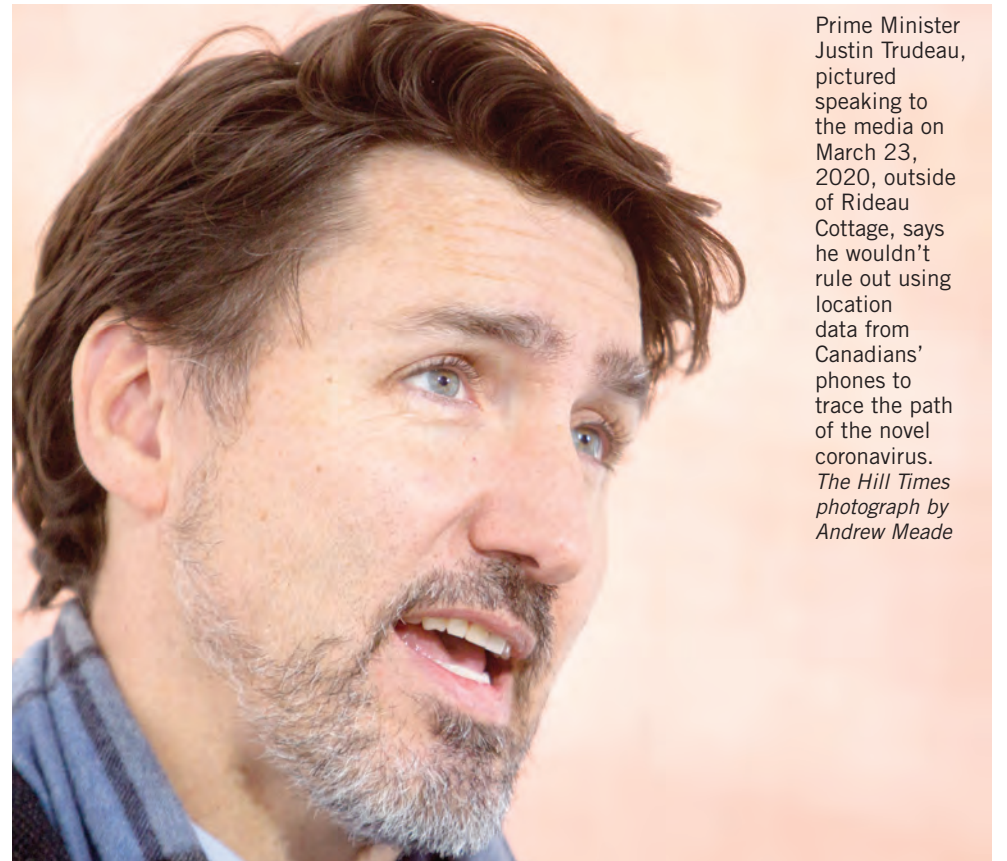 Prime Minister
Justin Trudeau,
pictured
speaking to
the media on
March 23,
2020, outside
of Rideau
Cottage, says
he wouldn’t
rule out using
location
data from
Canadians’
phones to
trace the path
of the novel
coronavirus.
The Hill Times
photograph by
Andrew Meade